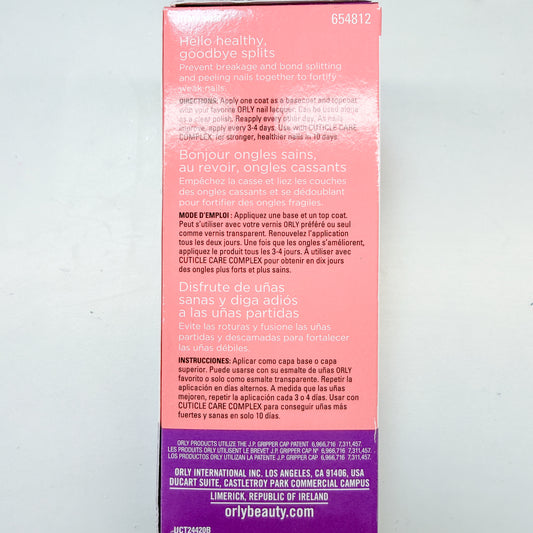 654812
Hello healthy,
goodbye splits
Prevent breakage and bond splitting
and peeling nails together to fortify
weak nails.
DIRECTIONS: Apply one coat as a basecoat and topcoat
with your favorite ORLY nail lacquer. Can be used alone
as a clear polish. Reapply every other day. As nails
improve, apply every 3-4 days. Use with CUTICLE CARE
COMPLEX, for stronger, healthier nails in 10 days.
Bonjour ongles sains,
au revoir, ongles cassants
Empêchez la casse et liez les couches
des ongles cassants et se dédoublant
pour fortifier des ongles fragiles.
MODE D'EMPLOI : Appliquez une base et un top coat.
Peut s'utiliser avec votre vernis ORLY préféré ou seul
comme vernis transparent. Renouvelez l'application
tous les deux jours. Une fois que les ongles s'améliorent,
appliquez le produit tous les 3-4 jours. À utiliser avec
CUTICLE CARE COMPLEX pour obtenir en dix jours
des ongles plus forts et plus sains.
Disfrute de uñas
sanas y diga adiós
a las uñas partidas
Evite las roturas y fusione las uñas
partidas y descamadas para fortalecer
las uñas débiles.
INSTRUCCIONES: Aplicar como capa base o capa
superior. Puede usarse con su esmalte de uñas ORLY
favorito o solo como esmalte transparente. Repetir la
aplicación en días alternos. A medida que las uñas
mejoren, repetir la aplicación cada 3 o 4 días. Usar con
CUTICLE CARE COMPLEX para conseguir uñas más
fuertes y sanas en solo 10 días.
ORLY PRODUCTS UTILIZE THE J.P. GRIPPER CAP PATENT 6,966,716 7,311,457.
LES PRODUITS ORLY UTILISENT LE BREVET J.P. GRIPPER CAP N° 6,966,716 7,311,457.
LOS PRODUCTOS ORLY UTILIZAN LA PATENTE J.P. GRIPPER CAP 6,966,716 7,311,457.
ORLY INTERNATIONAL INC. LOS ANGELES, CA 91406, USA
DUCART SUITE, CASTLETROY PARK COMMERCIAL CAMPUS
LIMERICK, REPUBLIC OF IRELAND
orlybeauty.com
UCT24420B